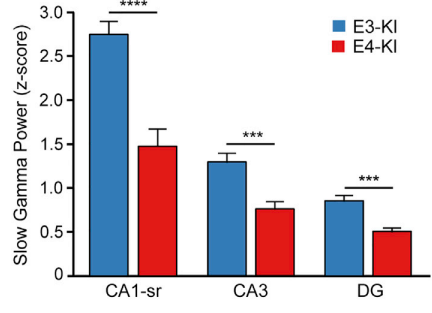 Slow Gamma Power (z-score)
3.0
2.5
2.0
1.5
1.0
0.5
0
****
***
***
E3-KI
E4-KI
CA1-sr
CA3
DG